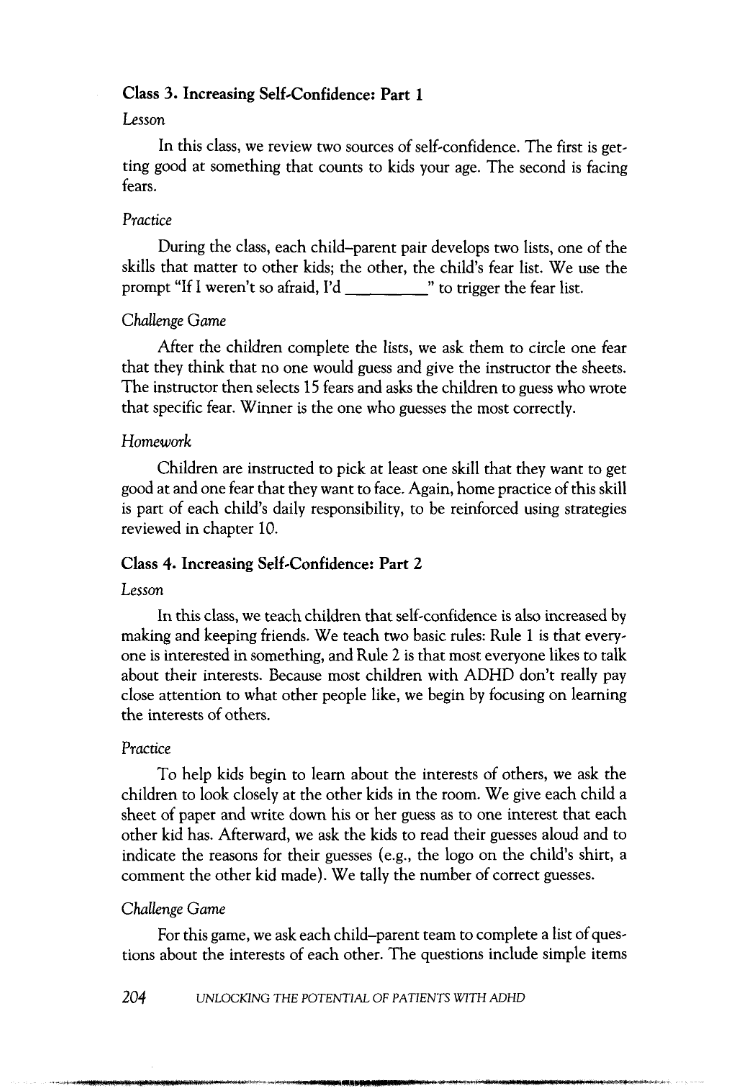 Class 3. Increasing Self-Confidence: Part 1
Lesson
In this class, we review two sources of self-confidence. The first is get-
ting good at something that counts to kids your age. The second is facing
fears.
Practice
During the class, each child–parent pair develops two lists, one of the
skills that matter to other kids; the other, the child's fear list. We use the
prompt “If I weren't so afraid, I'd __________” to trigger the fear list.
Challenge Game
After the children complete the lists, we ask them to circle one fear
that they think that no one would guess and give the instructor the sheets.
The instructor then selects 15 fears and asks the children to guess who wrote
that specific fear. Winner is the one who guesses the most correctly.
Homework
Children are instructed to pick at least one skill that they want to get
good at and one fear that they want to face. Again, home practice of this skill
is part of each child's daily responsibility, to be reinforced using strategies
reviewed in chapter 10.
Class 4. Increasing Self-Confidence: Part 2
Lesson
In this class, we teach children that self-confidence is also increased by
making and keeping friends. We teach two basic rules: Rule 1 is that every-
one is interested in something, and Rule 2 is that most everyone likes to talk
about their interests. Because most children with ADHD don't really pay
close attention to what other people like, we begin by focusing on learning
the interests of others.
Practice
To help kids begin to learn about the interests of others, we ask the
children to look closely at the other kids in the room. We give each child a
sheet of paper and write down his or her guess as to one interest that each
other kid has. Afterward, we ask the kids to read their guesses aloud and to
indicate the reasons for their guesses (e.g., the logo on the child's shirt, a
comment the other kid made). We tally the number of correct guesses.
Challenge Game
For this game, we ask each child–parent team to complete a list of ques-
tions about the interests of each other. The questions include simple items
204 UNLOCKING THE POTENTIAL OF PATIENTS WITH ADHD